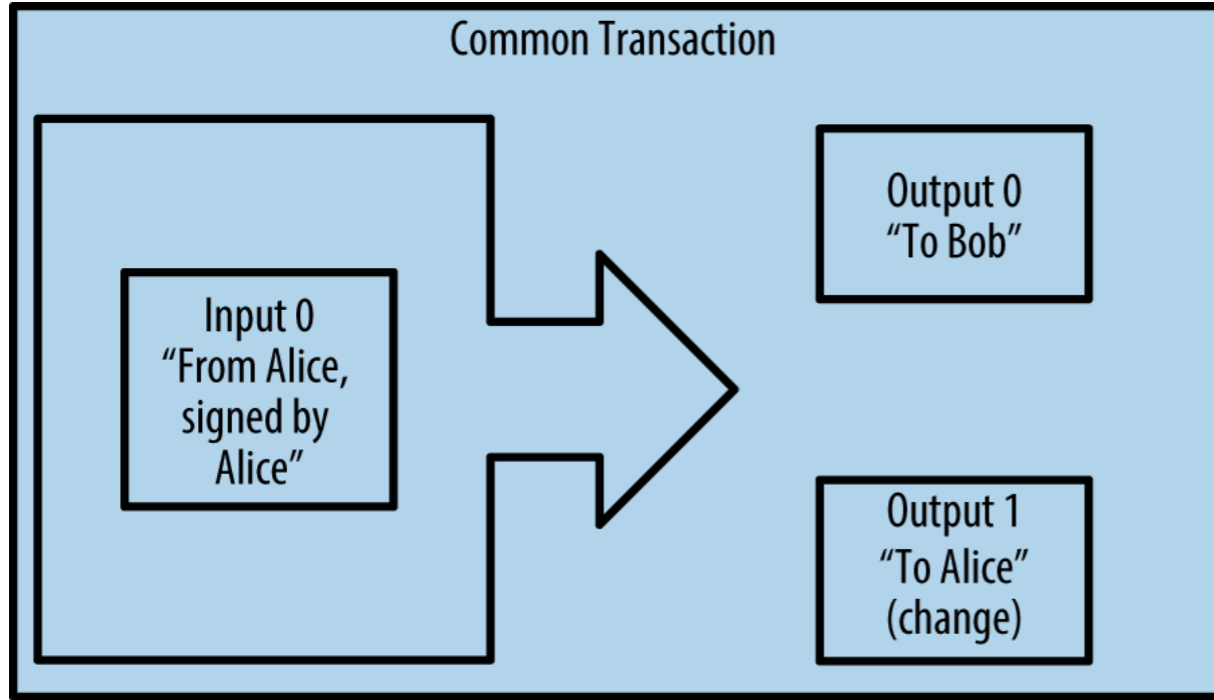 Common Transaction
Input 0
“From Alice,
signed by
Alice”
Output 0
“To Bob”
Output 1
“To Alice”
(change)